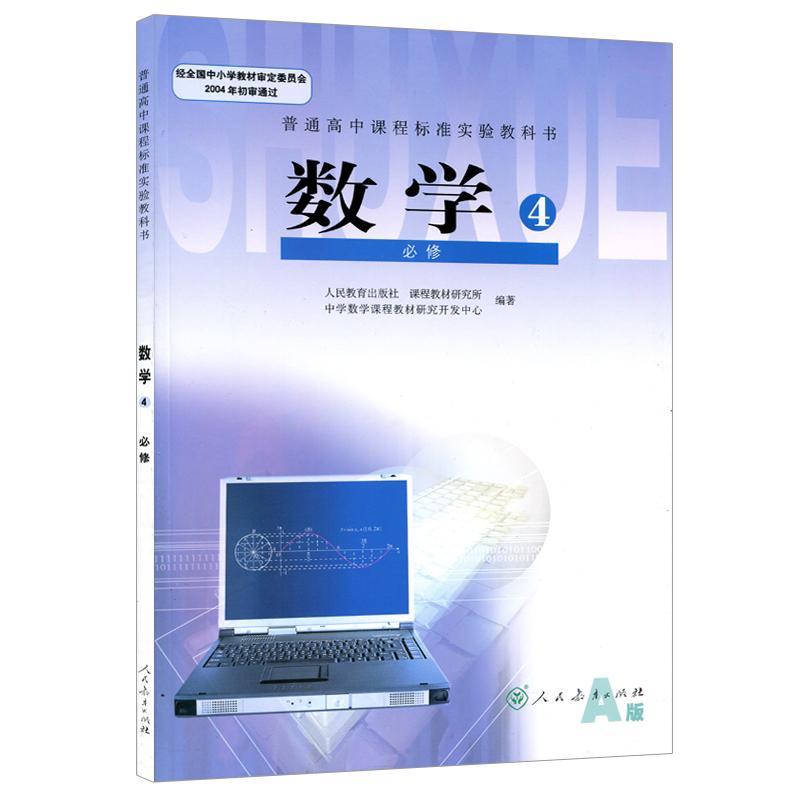 SHUXUE
经全国中小学教材审定委员会
2004年初审通过
普通高中课程标准实验教科书
数学 4
必修
人民教育出版社 课程教材研究所
中学数学课程教材研究开发中心
编著
人民教育出版社
A版
普通高中课程标准实验教科书
数学 4 必修
人民教育出版社